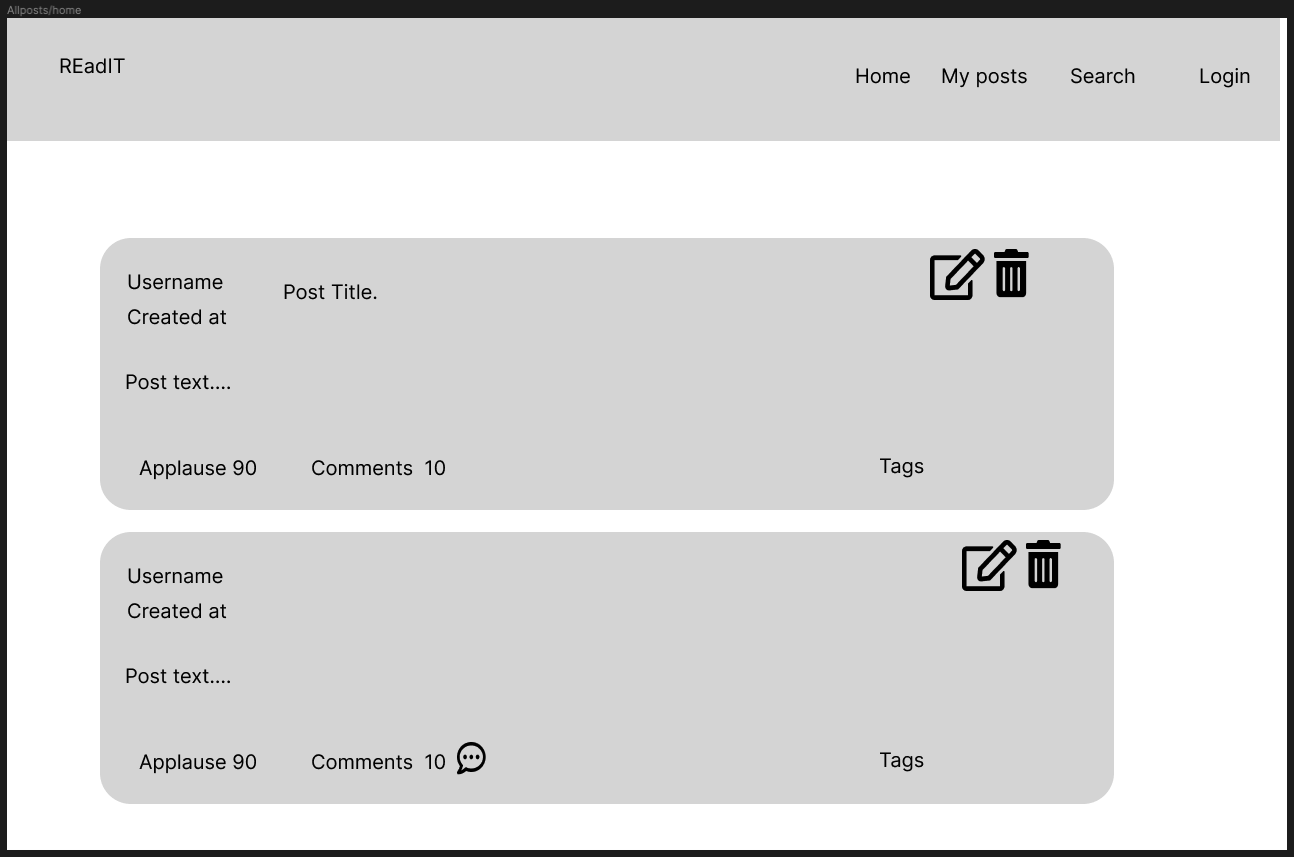 Allposts/home
REadIT
Home My posts Search Login
Username
Post Title.
Created at
Post text....
Applause 90 Comments 10 Tags
Username
Created at
Post text....
Applause 90 Comments 10 Tags